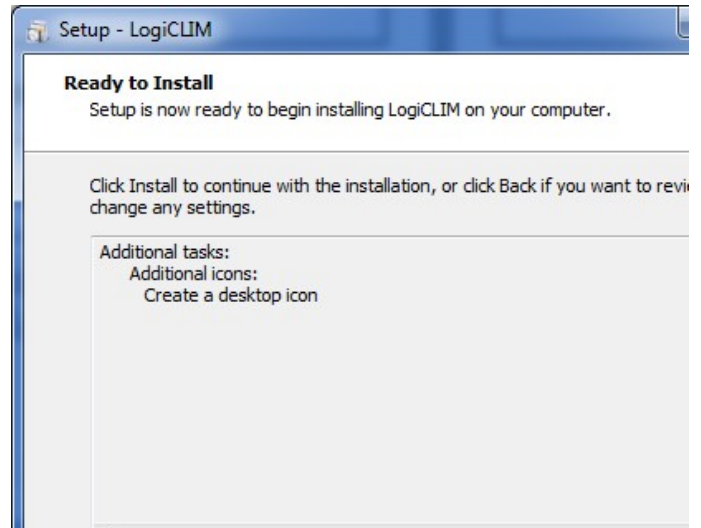 Setup - LogiCLIM
Ready to Install
Setup is now ready to begin installing LogiCLIM on your computer.
Click Install to continue with the installation, or click Back if you want to
change any settings.
Additional tasks:
Additional icons:
Create a desktop icon